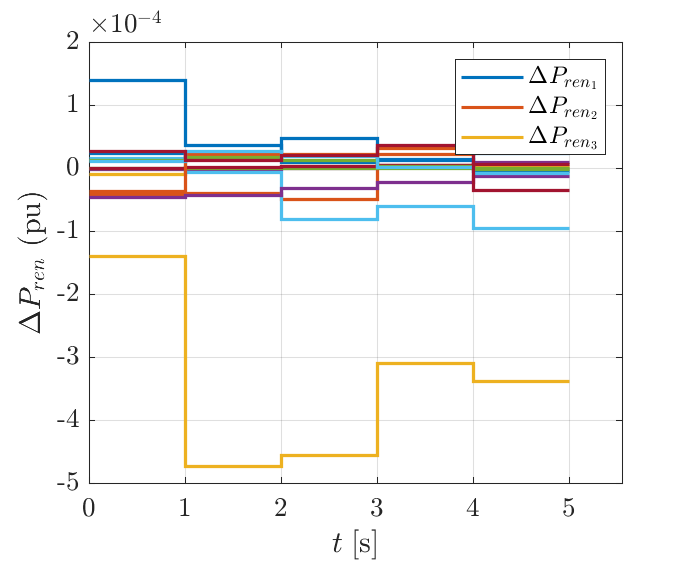 ×10⁻⁴
2
1
0
-1
-2
-3
-4
-5
ΔP_ren (pu)
ΔP_ren₁
ΔP_ren₂
ΔP_ren₃
0 1 2 3 4 5
t [s]